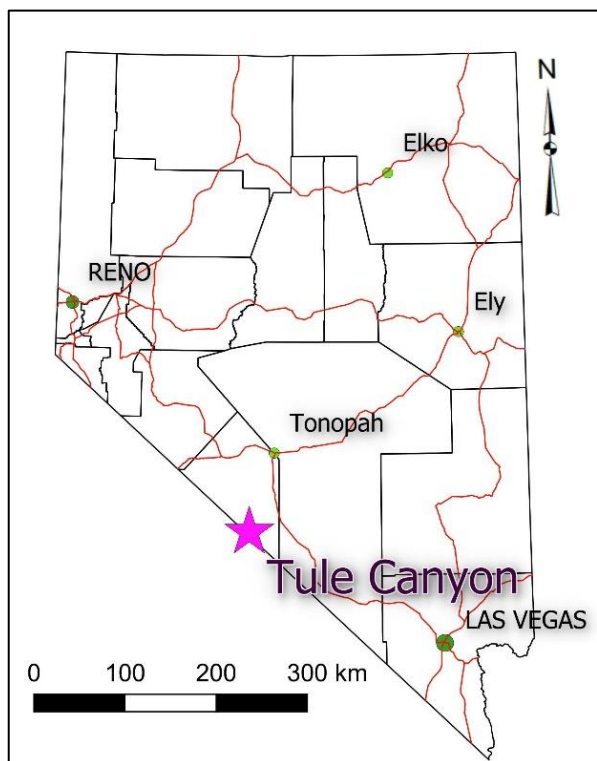 N
Elko
RENO
Ely
Tonopah
Tule Canyon
LAS VEGAS
0 100 200 300 km